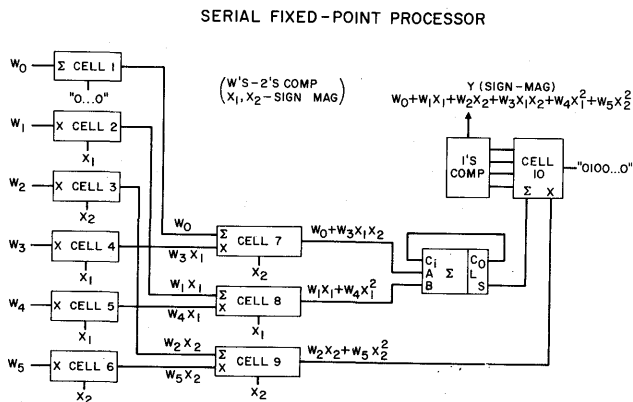 SERIAL FIXED-POINT PROCESSOR
W₀ Σ CELL 1
"0...0"
W₁ X CELL 2
X₁
W₂ X CELL 3
X₂
W₃ X CELL 4
X₁
W₄ X CELL 5
X₁
W₅ X CELL 6
X₂
(W'S-2'S COMP
X₁, X₂-SIGN MAG)
W₀
Σ
X CELL 7
W₃X₁
X₂
W₀+W₃X₁X₂
W₁X₁
Σ
X CELL 8
W₄X₁
X₁
W₁X₁+W₄X₁²
W₂X₂
Σ
X CELL 9
W₅X₂
X₂
W₂X₂+W₅X₂²
Cᵢ C₀
A Σ L
B S
Y (SIGN-MAG)
W₀+W₁X₁+W₂X₂+W₃X₁X₂+W₄X₁²+W₅X₂²
1'S
COMP
CELL
10
Σ X
"0100...0"